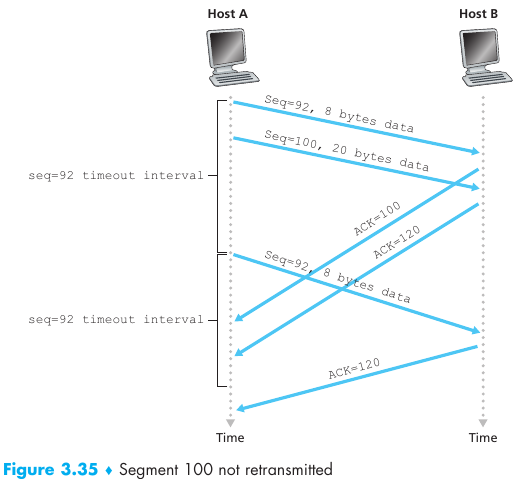 Host A
Host B
Seq=92, 8 bytes data
Seq=100, 20 bytes data
seq=92 timeout interval
ACK=100
ACK=120
Seq=92, 8 bytes data
seq=92 timeout interval
ACK=120
Time
Time
Figure 3.35 ♦ Segment 100 not retransmitted